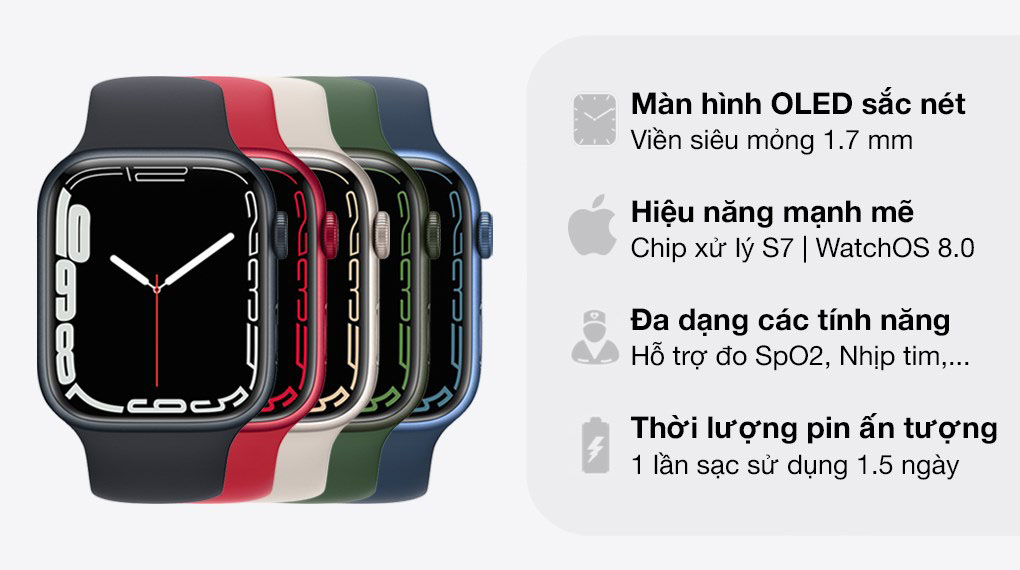 12
Màn hình OLED sắc nét
Viền siêu mỏng 1.7 mm
Hiệu năng mạnh mẽ
Chip xử lý S7 | WatchOS 8.0
Đa dạng các tính năng
Hỗ trợ đo SpO2, Nhịp tim,...
Thời lượng pin ấn tượng
1 lần sạc sử dụng 1.5 ngày